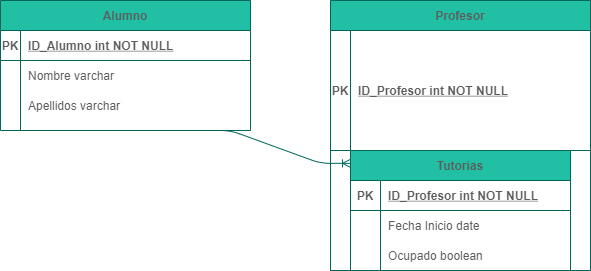 Alumno
PK ID_Alumno int NOT NULL
Nombre varchar
Apellidos varchar
Profesor
PK ID_Profesor int NOT NULL
Tutorias
PK ID_Profesor int NOT NULL
Fecha Inicio date
Ocupado boolean